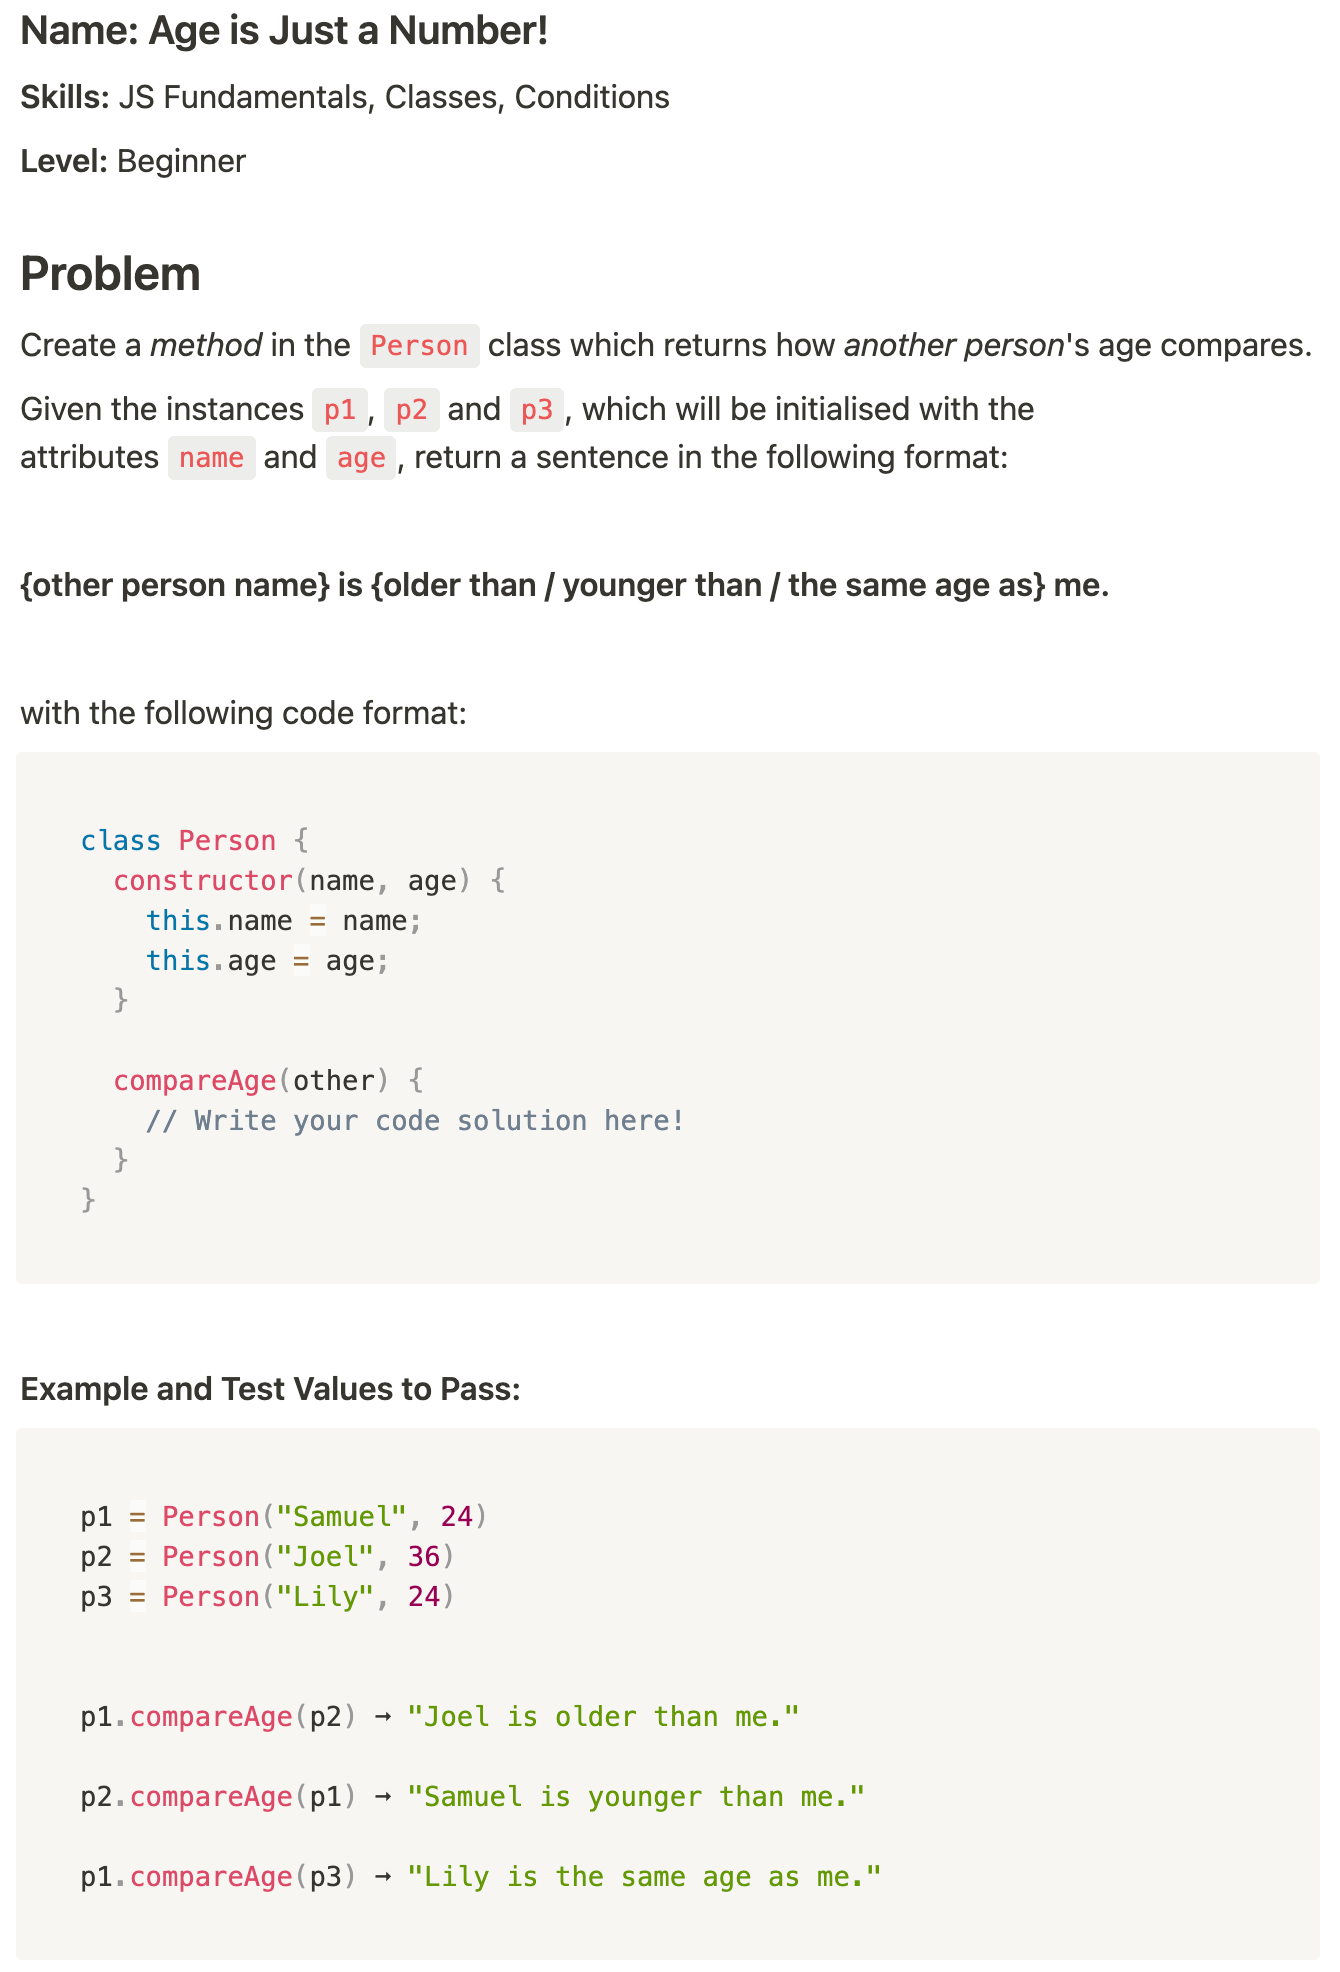 Name: Age is Just a Number!
Skills: JS Fundamentals, Classes, Conditions
Level: Beginner
Problem
Create a method in the Person class which returns how another person's age compares.
Given the instances p1, p2 and p3, which will be initialised with the
attributes name and age, return a sentence in the following format:
{other person name} is {older than / younger than / the same age as} me.
with the following code format:
class Person {
  constructor(name, age) {
    this.name = name;
    this.age = age;
  }
  compareAge(other) {
    // Write your code solution here!
  }
}
Example and Test Values to Pass:
p1 = Person("Samuel", 24)
p2 = Person("Joel", 36)
p3 = Person("Lily", 24)
p1.compareAge(p2) → "Joel is older than me."
p2.compareAge(p1) → "Samuel is younger than me."
p1.compareAge(p3) → "Lily is the same age as me."